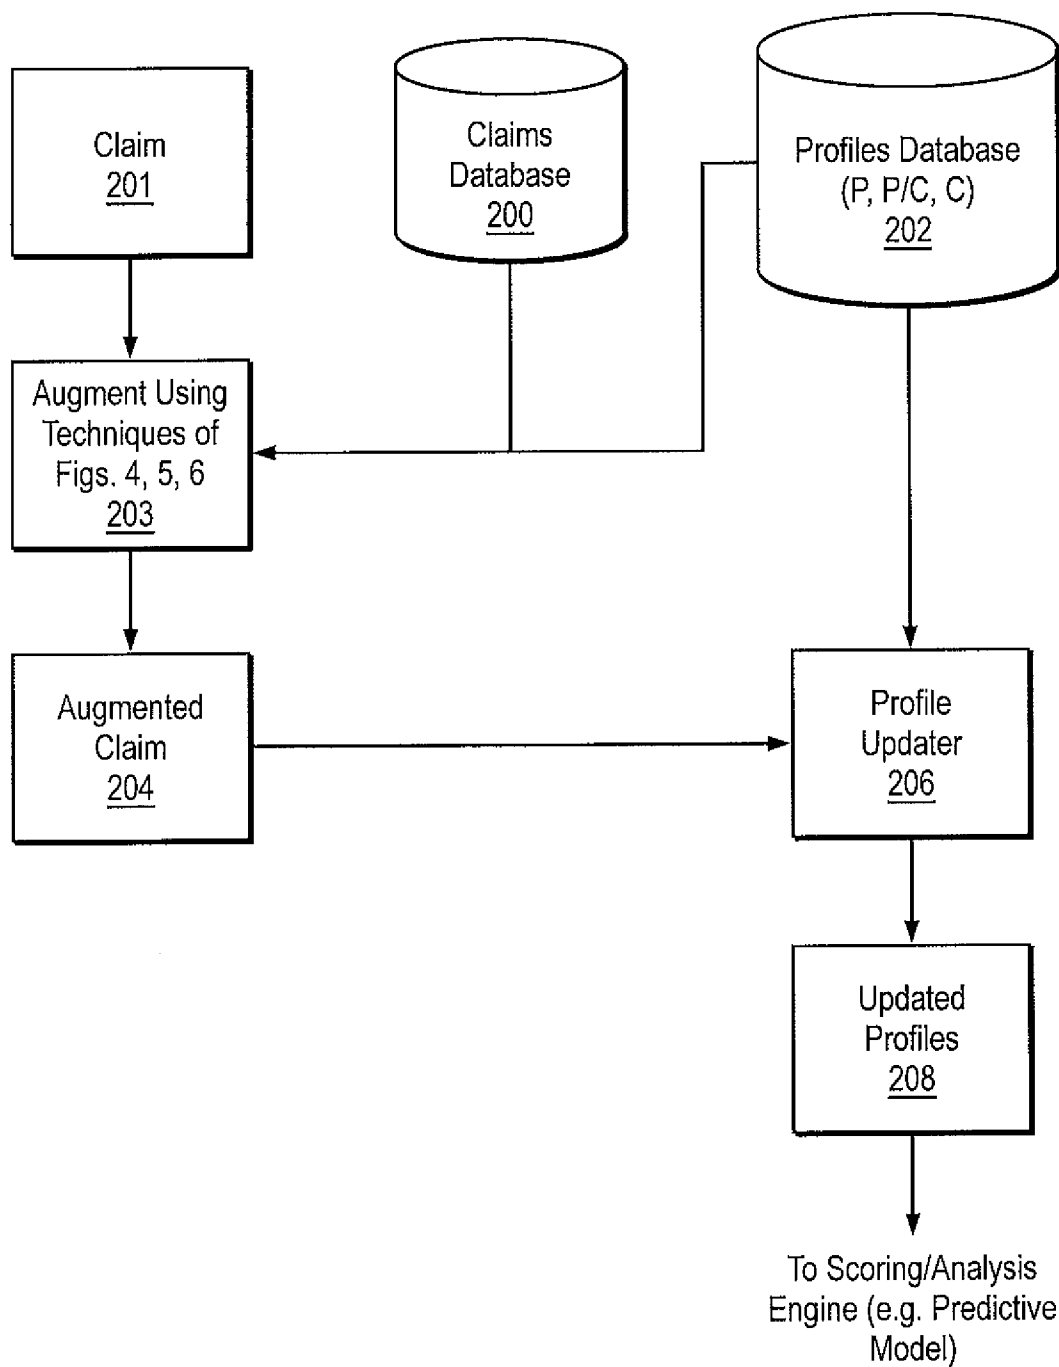 Claim
201
Claims
Database
200
Profiles Database
(P, P/C, C)
202
Augment Using
Techniques of
Figs. 4, 5, 6
203
Augmented
Claim
204
Profile
Updater
206
Updated
Profiles
208
To Scoring/Analysis
Engine (e.g. Predictive
Model)